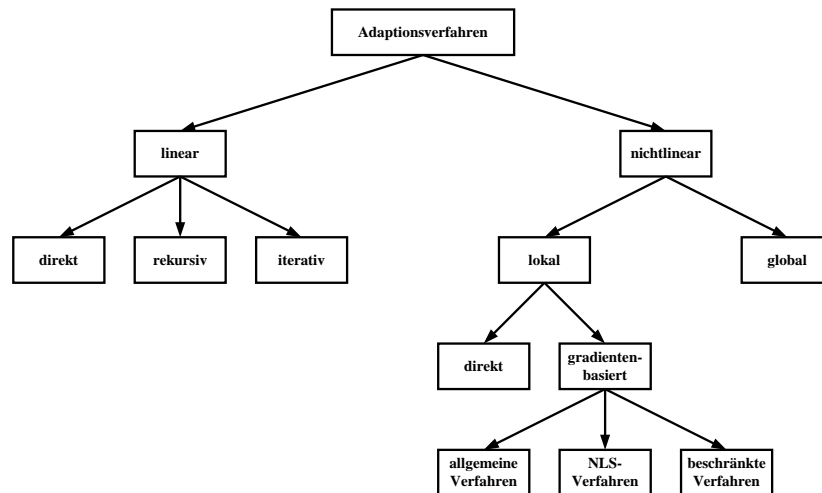 Adaptionsverfahren
linear
nichtlinear
direkt
rekursiv
iterativ
lokal
global
direkt
gradienten-
basiert
allgemeine
Verfahren
NLS-
Verfahren
beschränkte
Verfahren